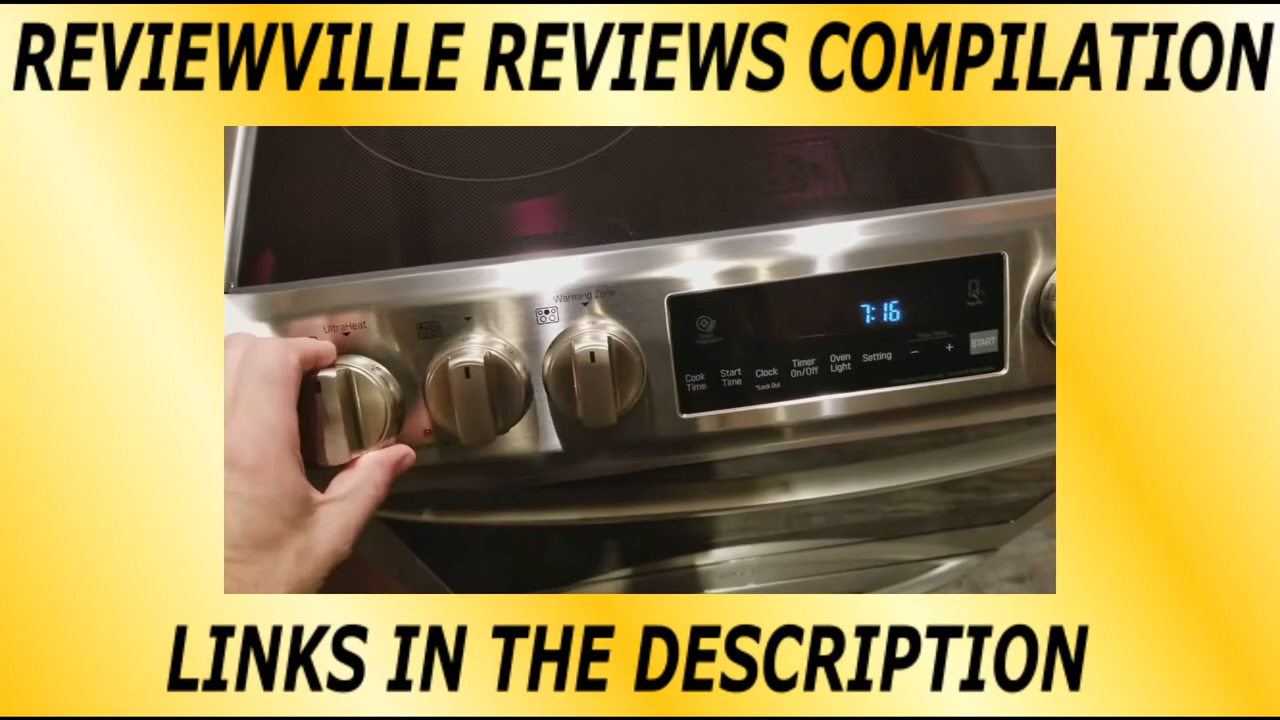 REVIEWVILLE REVIEWS COMPILATION
UltraHeat
Warming Zone
7:16
Cook Time
Start Time
Clock
*Lock Out
Timer On/Off
Oven Light
Setting
−
+
START
LINKS IN THE DESCRIPTION